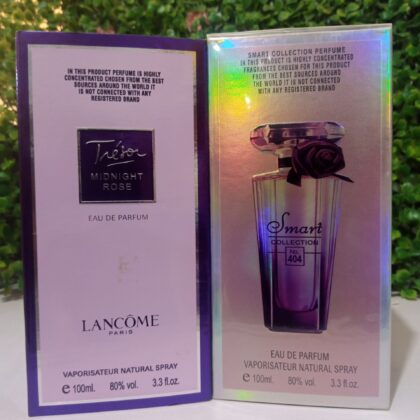 IN THIS PRODUCT PERFUME IS HIGHLY
CONCENTRATED CHOSEN FROM THE BEST
SOURCES AROUND THE WORLD IT
IS NOT CONNECTED WITH ANY
REGISTERED BRAND
Trésor
MIDNIGHT
ROSE
EAU DE PARFUM
LANCÔME
PARIS
VAPORISATEUR NATURAL SPRAY
e 100ml. 80% vol. 3.3 fl.oz.
SMART COLLECTION PERFUME
IN THIS PRODUCT IS HIGHLY CONCENTRATED
FRAGRANCES CHOSEN FOR THIS PRODUCT
FROM THE BEST SOURCES AROUND
THE WORLD IT IS NOT
CONNECTED WITH ANY
REGISTERED BRAND
Smart
COLLECTION
No.
404
EAU DE PARFUM
VAPORISATEUR NATURAL SPRAY
e 100ml. 80% vol. 3.3 fl.oz.